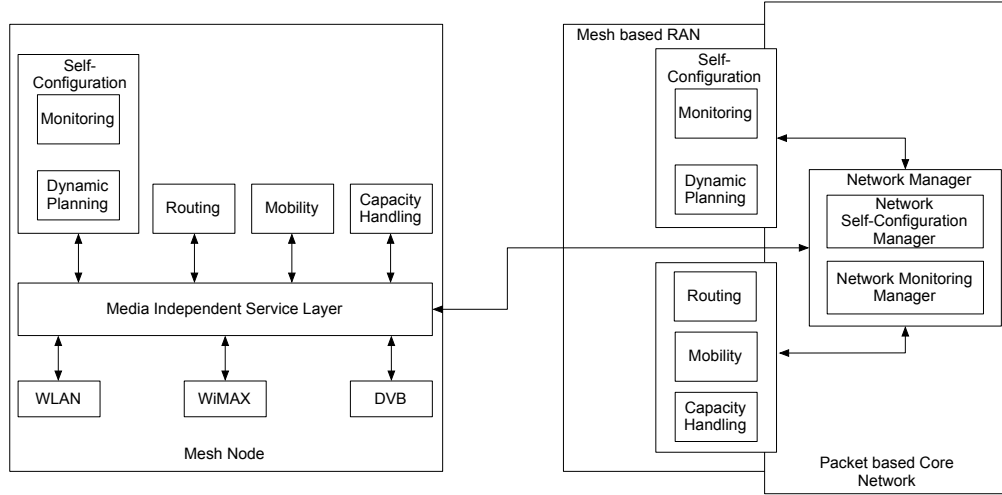 Self-
Configuration
Monitoring
Dynamic
Planning
Routing
Mobility
Capacity
Handling
Media Independent Service Layer
WLAN
WiMAX
DVB
Mesh Node
Mesh based RAN
Self-
Configuration
Monitoring
Dynamic
Planning
Routing
Mobility
Capacity
Handling
Network Manager
Network
Self-Configuration
Manager
Network Monitoring
Manager
Packet based Core
Network